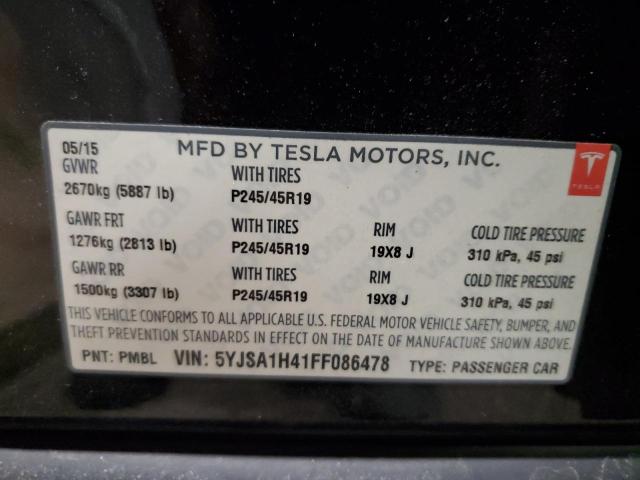 05/15 MFD BY TESLA MOTORS, INC.
GVWR WITH TIRES
2670kg (5887 lb) P245/45R19
GAWR FRT WITH TIRES RIM COLD TIRE PRESSURE
1276kg (2813 lb) P245/45R19 19X8 J 310 kPa, 45 psi
GAWR RR WITH TIRES RIM COLD TIRE PRESSURE
1500kg (3307 lb) P245/45R19 19X8 J 310 kPa, 45 psi
THIS VEHICLE CONFORMS TO ALL APPLICABLE U.S. FEDERAL MOTOR VEHICLE SAFETY, BUMPER, AND
THEFT PREVENTION STANDARDS IN EFFECT ON THE DATE OF MANUFACTURE SHOWN ABOVE.
PNT: PMBL VIN: 5YJSA1H41FF086478 TYPE: PASSENGER CAR
TESLA